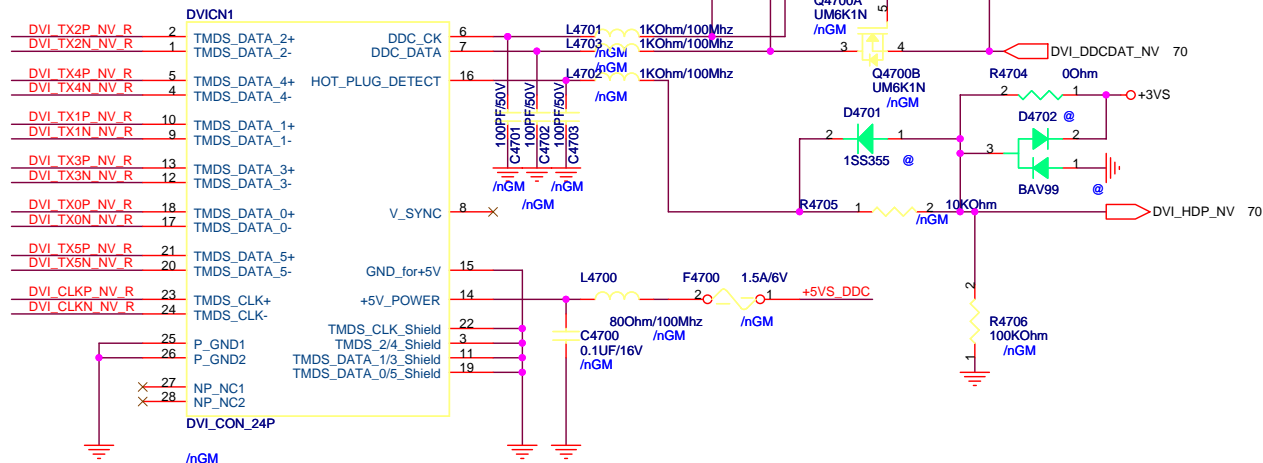 DVICN1
DVI_TX2P_NV_R 2 TMDS_DATA_2+
DVI_TX2N_NV_R 1 TMDS_DATA_2-
DVI_TX4P_NV_R 5 TMDS_DATA_4+
DVI_TX4N_NV_R 4 TMDS_DATA_4-
DVI_TX1P_NV_R 10 TMDS_DATA_1+
DVI_TX1N_NV_R 9 TMDS_DATA_1-
DVI_TX3P_NV_R 13 TMDS_DATA_3+
DVI_TX3N_NV_R 12 TMDS_DATA_3-
DVI_TX0P_NV_R 18 TMDS_DATA_0+
DVI_TX0N_NV_R 17 TMDS_DATA_0-
DVI_TX5P_NV_R 21 TMDS_DATA_5+
DVI_TX5N_NV_R 20 TMDS_DATA_5-
DVI_CLKP_NV_R 23 TMDS_CLK+
DVI_CLKN_NV_R 24 TMDS_CLK-
25 P_GND1
26 P_GND2
27 NP_NC1
28 NP_NC2
DVI_CON_24P
/nGM
DDC_CK 6
DDC_DATA 7
HOT_PLUG_DETECT 16
V_SYNC 8
GND_for+5V 15
+5V_POWER 14
TMDS_CLK_Shield 22
TMDS_2/4_Shield 3
TMDS_DATA_1/3_Shield 11
TMDS_DATA_0/5_Shield 19
L4701 1KOhm/100Mhz
/nGM
L4703 1KOhm/100Mhz
/nGM
L4702 1KOhm/100Mhz
/nGM
100PF/50V
C4701
/nGM
100PF/50V
C4702
/nGM
100PF/50V
C4703
/nGM
Q4700A
UM6K1N
/nGM
5
3 4
Q4700B
UM6K1N
/nGM
DVI_DDCDAT_NV 70
R4704 0Ohm
2 1 +3VS
D4702 @
2
3
1
BAV99 @
D4701
2 1
1SS355 @
R4705 1 2 10KOhm
/nGM
DVI_HDP_NV 70
2
R4706
100KOhm
/nGM
1
L4700
80Ohm/100Mhz
/nGM
F4700 1.5A/6V
2 1 +5VS_DDC
/nGM
C4700
0.1UF/16V
/nGM